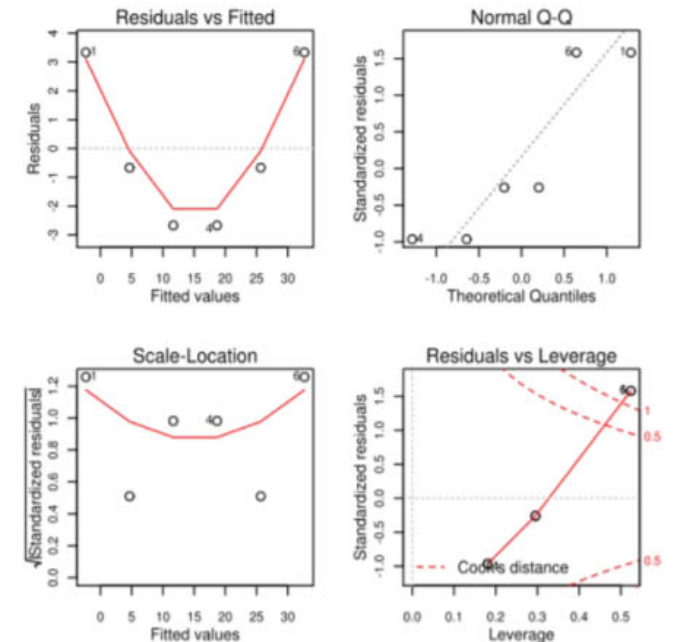 Residuals vs Fitted
Residuals
4
3
2
1
0
-1
-2
-3
1
6
4
0 5 10 15 20 25 30
Fitted values
Normal Q-Q
Standardized residuals
1.5
1.0
0.5
0.0
-0.5
-1.0
6
1
4
-1.0 -0.5 0.0 0.5 1.0
Theoretical Quantiles
Scale-Location
√|Standardized residuals|
1.2
1.0
0.8
0.6
0.4
0.2
0.0
1
6
4
0 5 10 15 20 25 30
Fitted values
Residuals vs Leverage
Standardized residuals
1.5
1.0
0.5
0.0
-0.5
-1.0
1
0.5
0.5
Cook's distance
0.0 0.1 0.2 0.3 0.4 0.5
Leverage